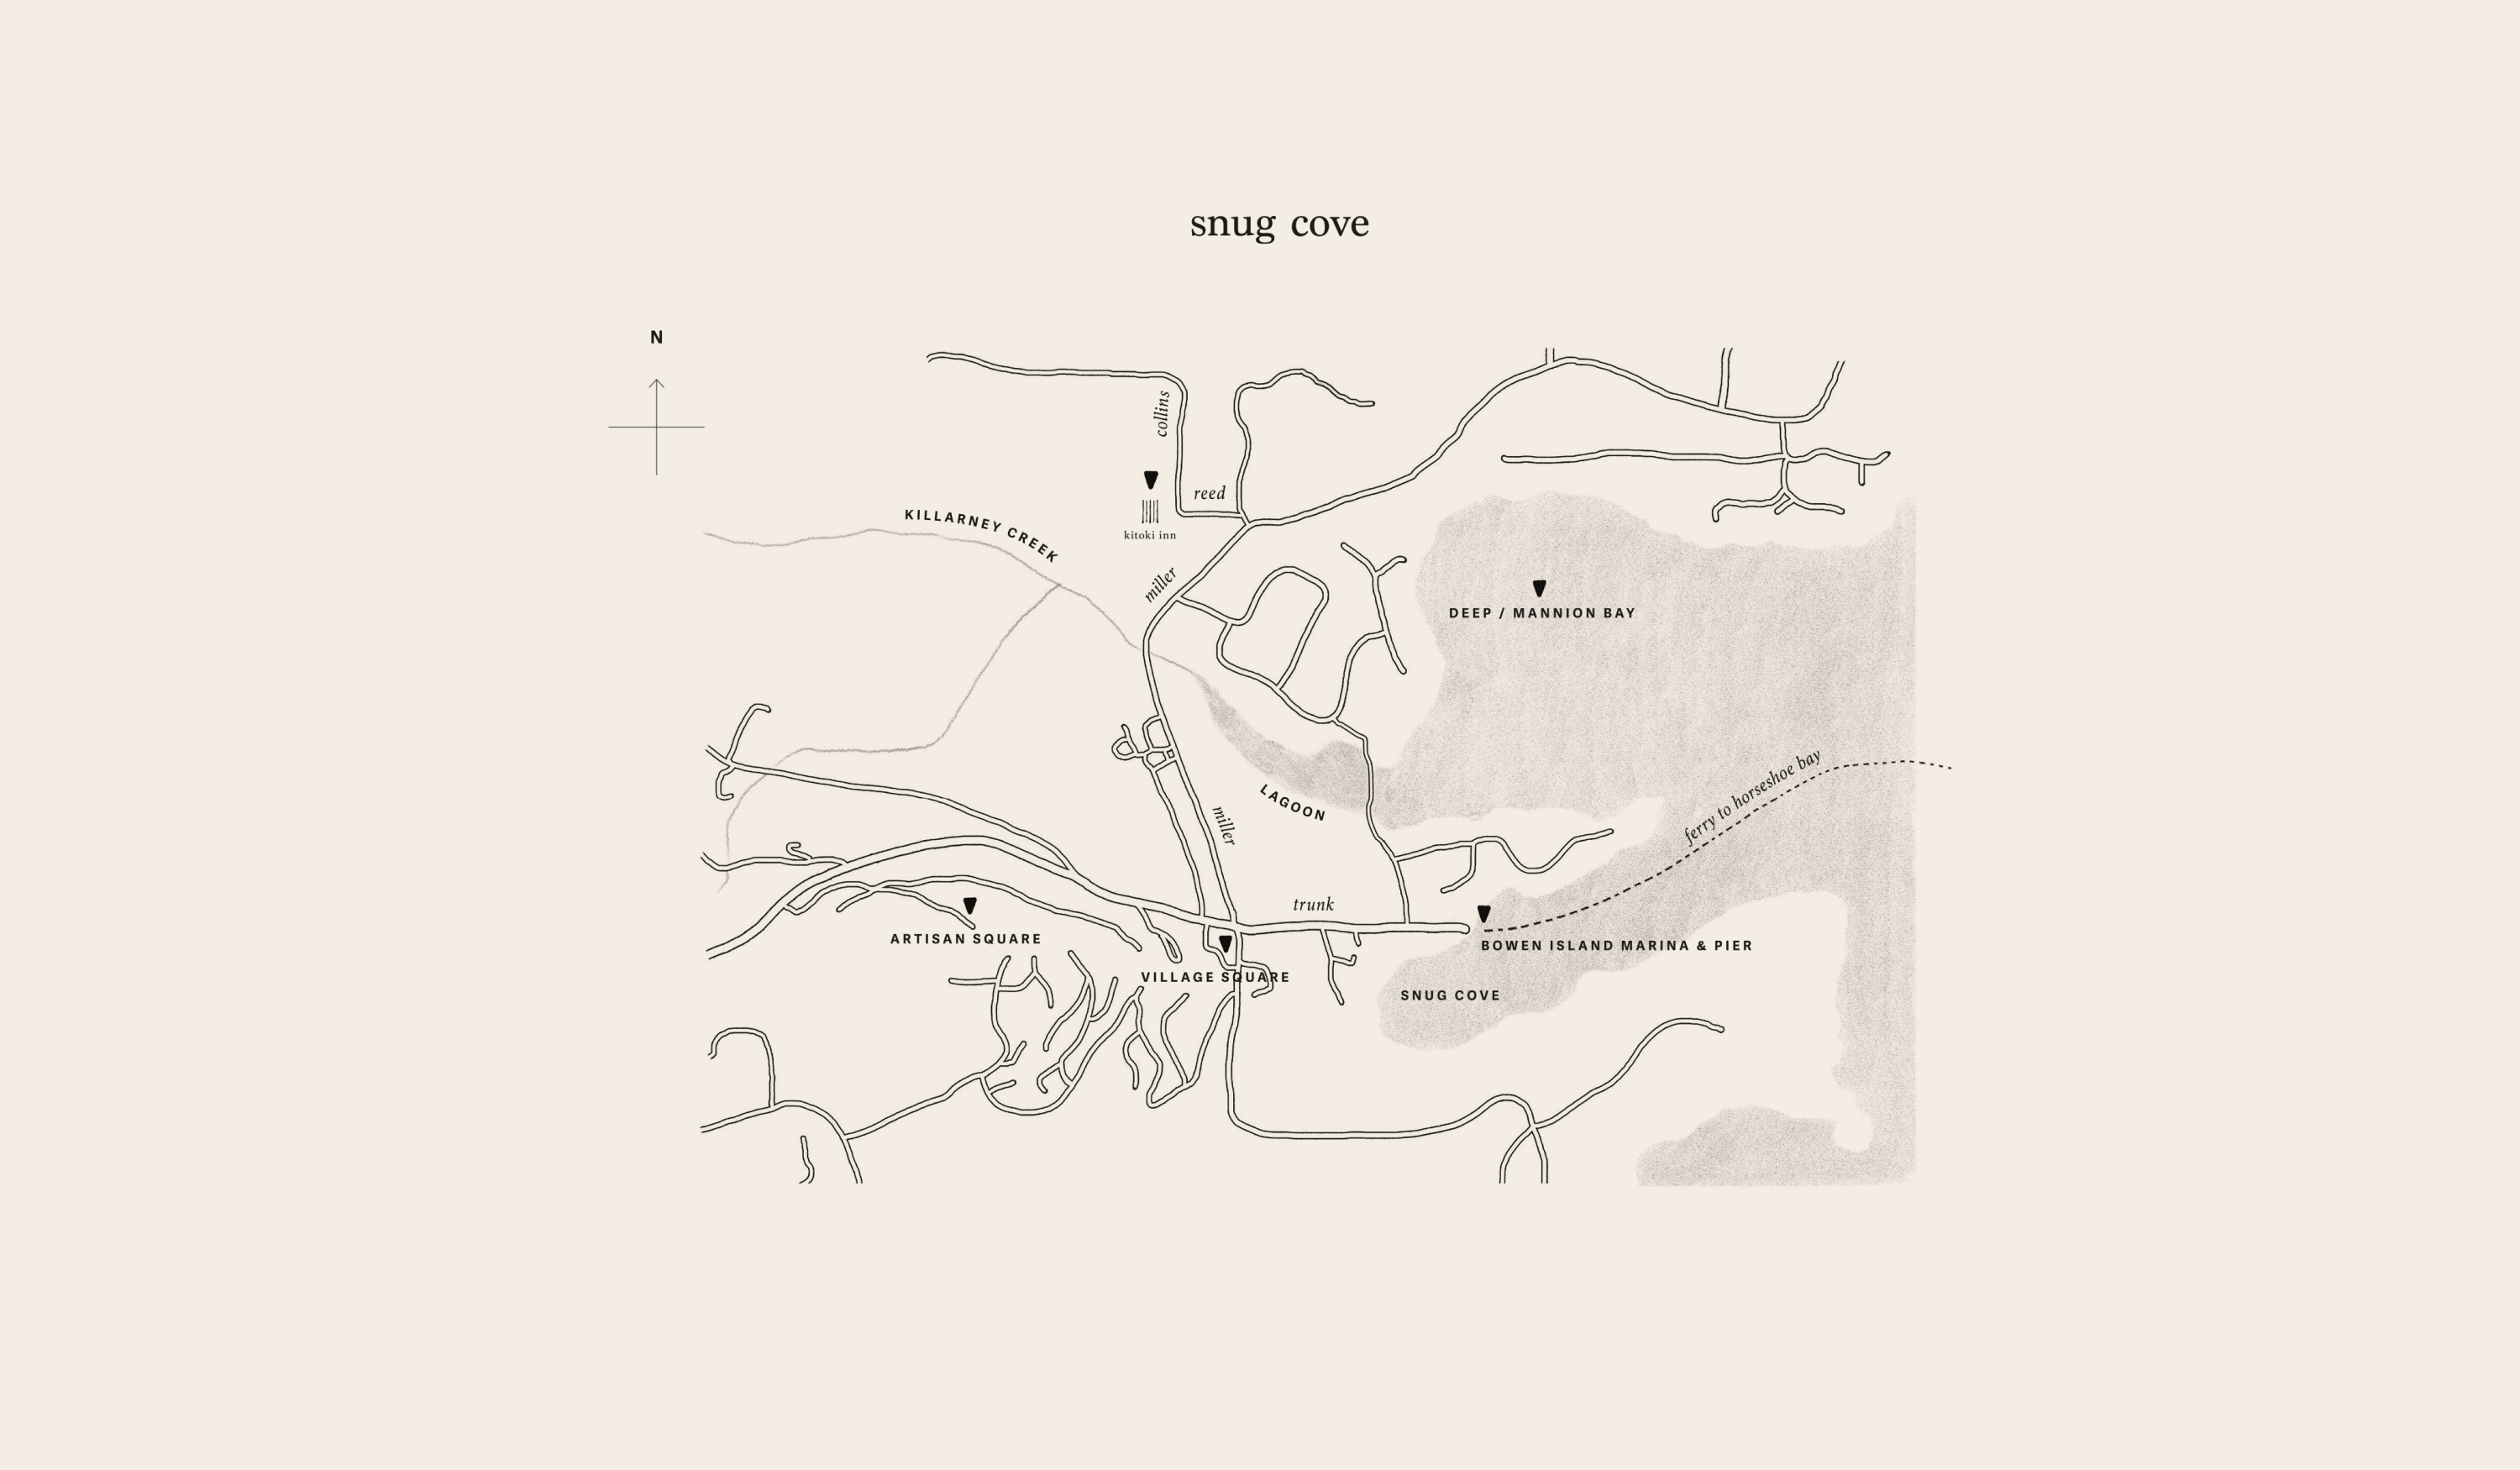 snug cove
N
collins
reed
KILLARNEY CREEK
kitoki inn
miller
DEEP / MANNION BAY
ferry to horseshoe bay
LAGOON
miller
trunk
ARTISAN SQUARE
BOWEN ISLAND MARINA & PIER
VILLAGE SQUARE
SNUG COVE